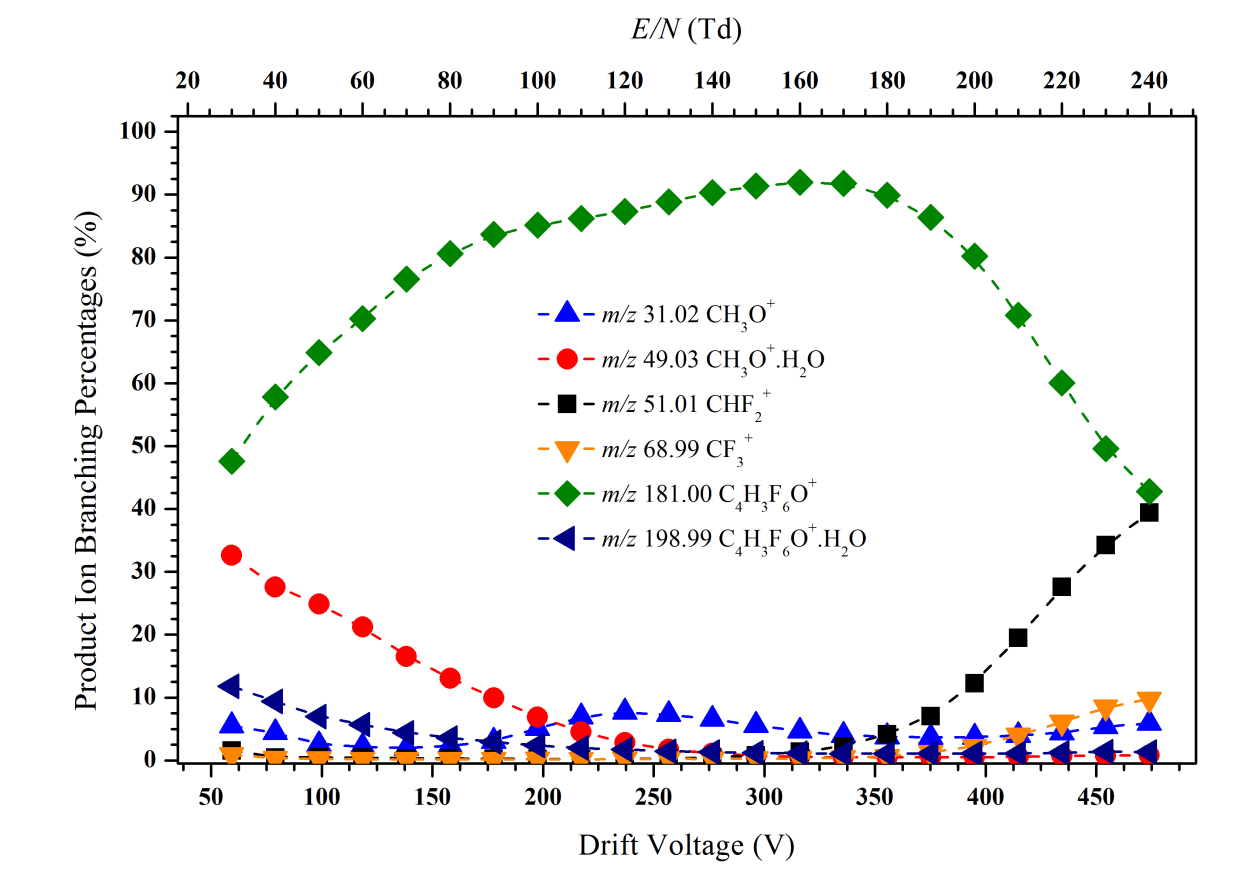 E/N (Td)
20 40 60 80 100 120 140 160 180 200 220 240
100
90
80
70
60
50
40
30
20
10
0
Product Ion Branching Percentages (%)
m/z 31.02 CH₃O⁺
m/z 49.03 CH₃O⁺.H₂O
m/z 51.01 CHF₂⁺
m/z 68.99 CF₃⁺
m/z 181.00 C₄H₃F₆O⁺
m/z 198.99 C₄H₃F₆O⁺.H₂O
50 100 150 200 250 300 350 400 450
Drift Voltage (V)